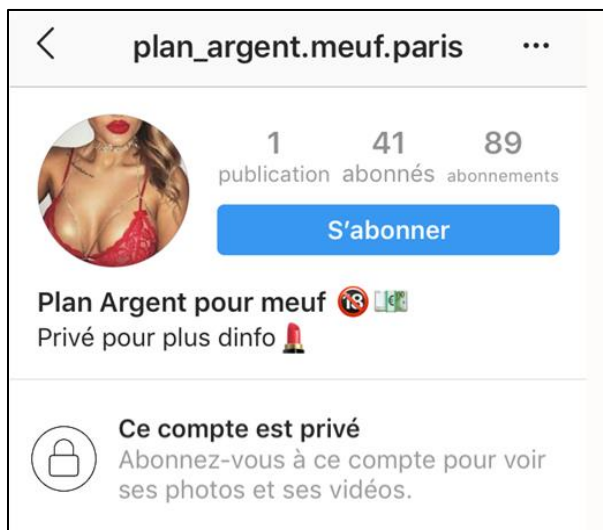 plan_argent.meuf.paris ...
1 41 89
publication abonnés abonnements
S'abonner
Plan Argent pour meuf 🔞💶
Privé pour plus dinfo 💄
Ce compte est privé
Abonnez-vous à ce compte pour voir
ses photos et ses vidéos.